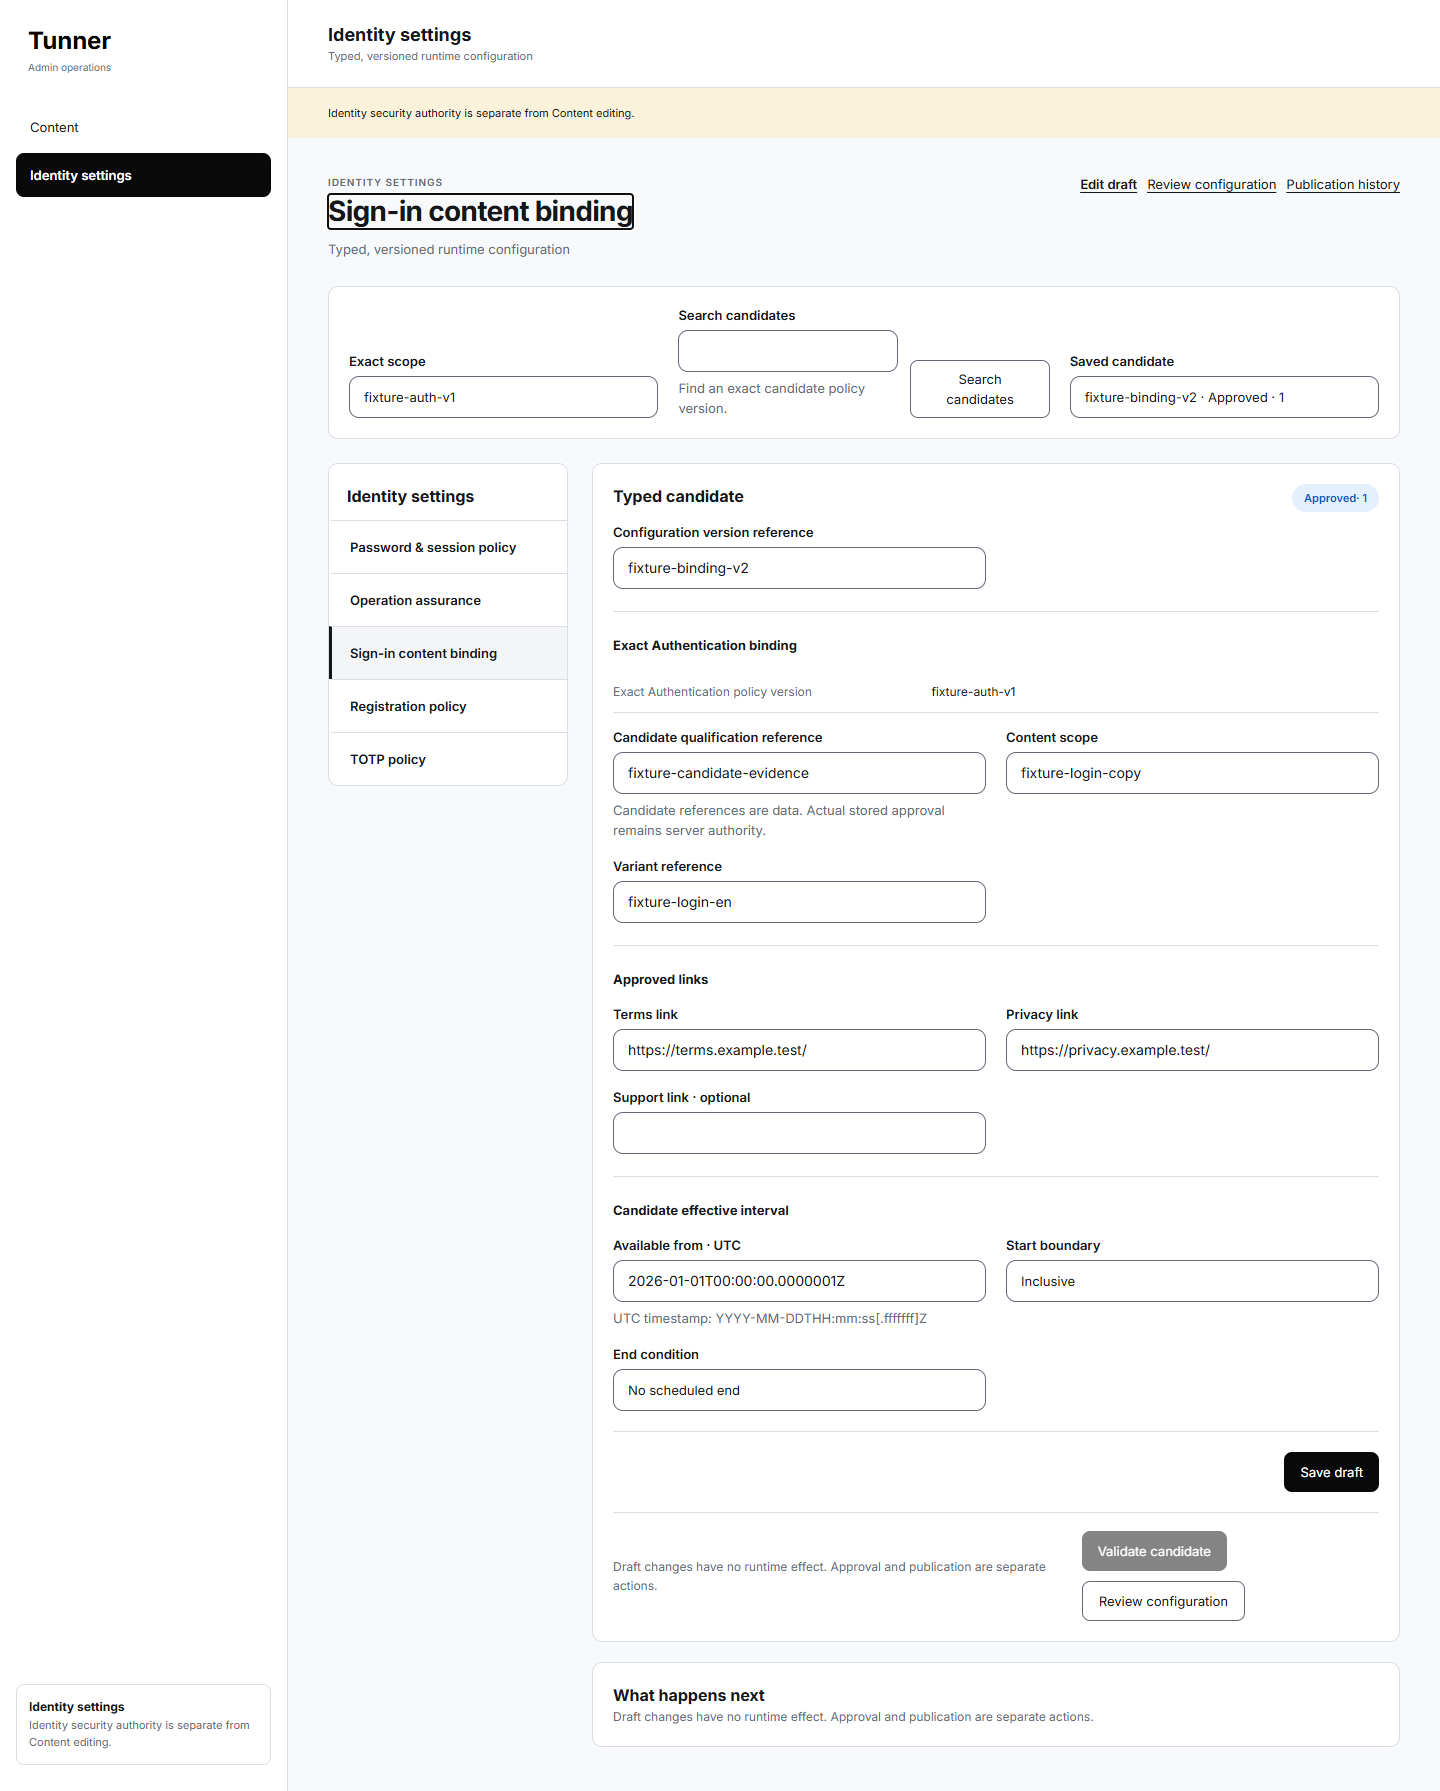 Tunner
Admin operations
Content
Identity settings
Identity settings
Identity security authority is separate from
Content editing.
Identity settings
Typed, versioned runtime configuration
Identity security authority is separate from Content editing.
IDENTITY SETTINGS
Sign-in content binding
Typed, versioned runtime configuration
Edit draft
Review configuration
Publication history
Exact scope
fixture-auth-v1
Search candidates
Find an exact candidate policy
version.
Search
candidates
Saved candidate
fixture-binding-v2 · Approved · 1
Identity settings
Password & session policy
Operation assurance
Sign-in content binding
Registration policy
TOTP policy
Typed candidate
Approved· 1
Configuration version reference
fixture-binding-v2
Exact Authentication binding
Exact Authentication policy version
fixture-auth-v1
Candidate qualification reference
fixture-candidate-evidence
Candidate references are data. Actual stored approval
remains server authority.
Content scope
fixture-login-copy
Variant reference
fixture-login-en
Approved links
Terms link
https://terms.example.test/
Privacy link
https://privacy.example.test/
Support link · optional
Candidate effective interval
Available from · UTC
2026-01-01T00:00:00.0000001Z
UTC timestamp: YYYY-MM-DDTHH:mm:ss[.fffffff]Z
Start boundary
Inclusive
End condition
No scheduled end
Save draft
Draft changes have no runtime effect. Approval and publication are separate
actions.
Validate candidate
Review configuration
What happens next
Draft changes have no runtime effect. Approval and publication are separate actions.